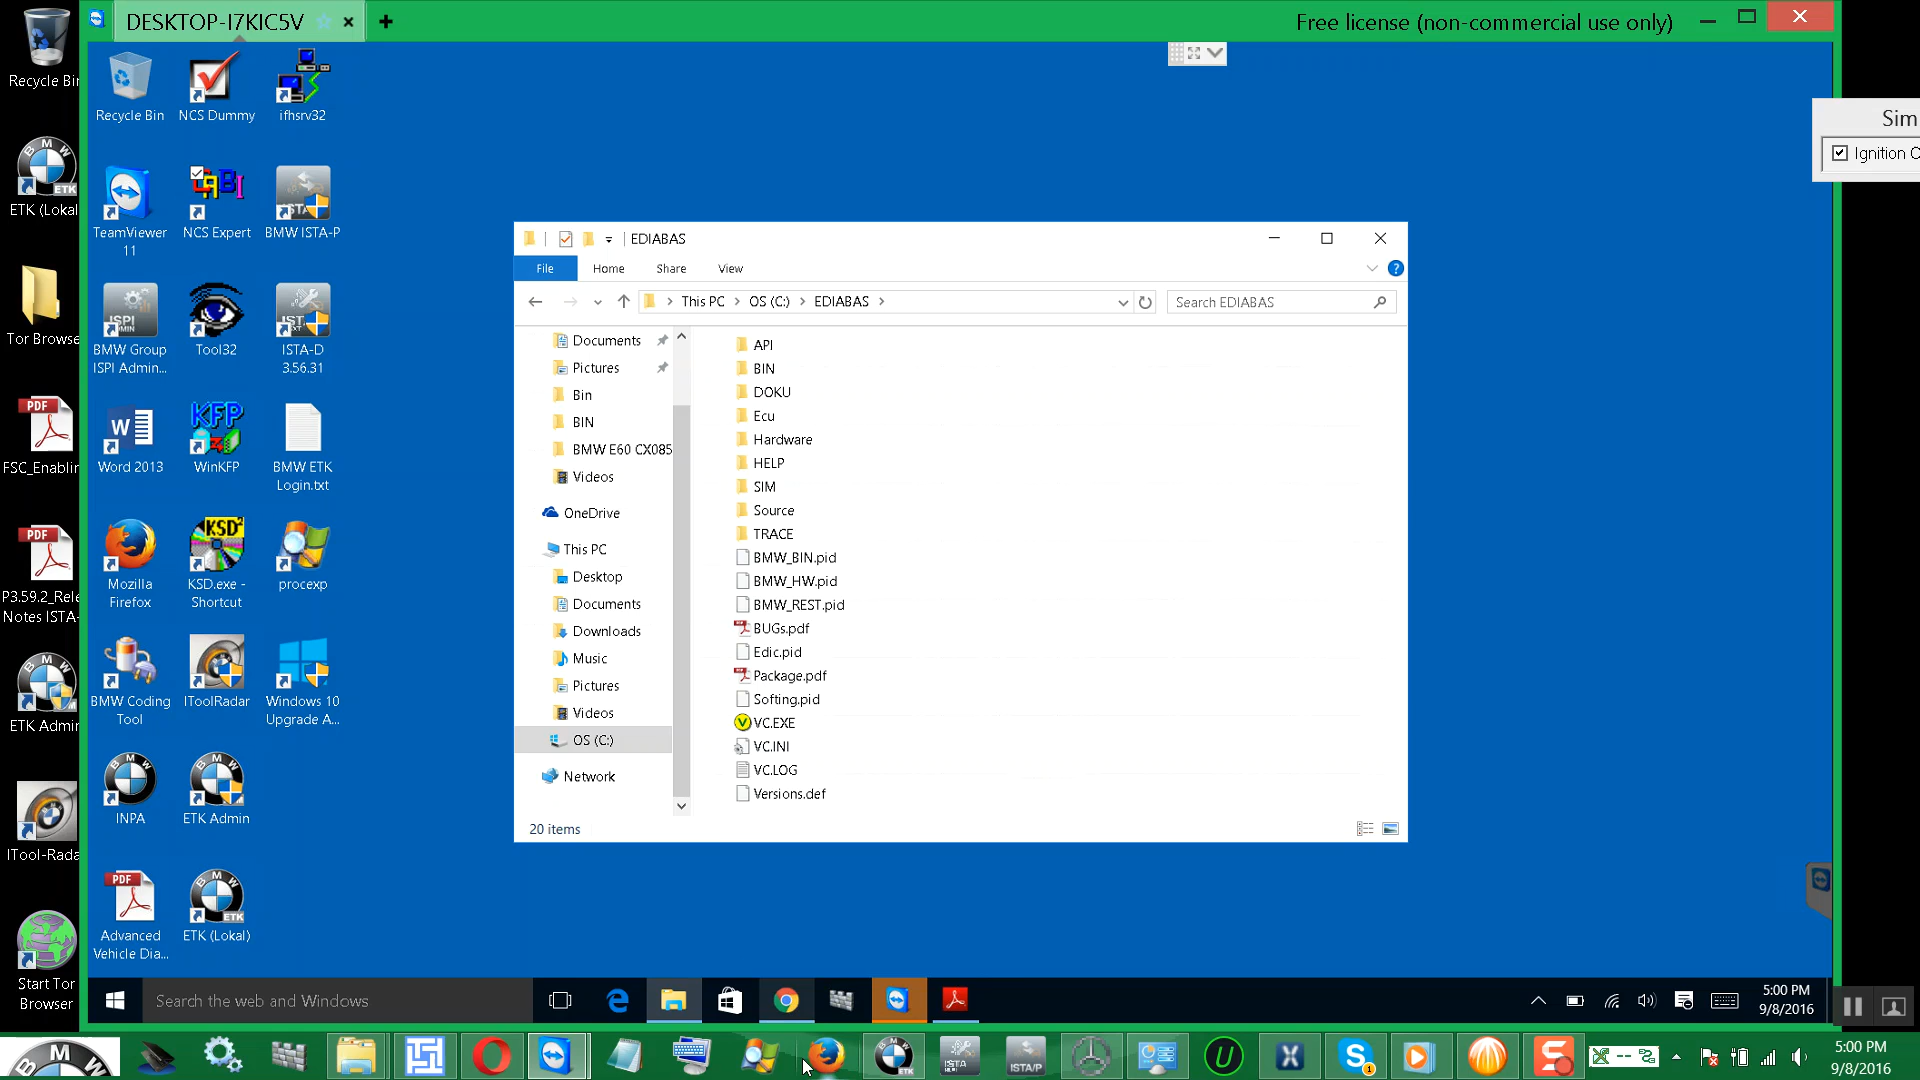 DESKTOP-I7KIC5V
Free license (non-commercial use only)
Recycle Bin
ETK (Lokal
Tor Browse
PDF
FSC_Enablin
PDF
P3.59.2_Rele
Notes ISTA-
ETK Admin
ITool-Rada
Start Tor
Browser
Recycle Bin
NCS Dummy
ifhsrv32
TeamViewer
11
NCS Expert
BMW ISTA-P
BMW Group
ISPI Admin...
Tool32
ISTA-D
3.56.31
Word 2013
WinKFP
BMW ETK
Login.txt
Mozilla
Firefox
KSD.exe -
Shortcut
procexp
BMW Coding
Tool
IToolRadar
Windows 10
Upgrade A...
INPA
ETK Admin
PDF
Advanced
Vehicle Dia...
ETK (Lokal)
EDIABAS
File
Home
Share
View
This PC
OS (C:)
EDIABAS
Search EDIABAS
Documents
Pictures
Bin
BIN
BMW E60 CX085
Videos
OneDrive
This PC
Desktop
Documents
Downloads
Music
Pictures
Videos
OS (C:)
Network
API
BIN
DOKU
Ecu
Hardware
HELP
SIM
Source
TRACE
BMW_BIN.pid
BMW_HW.pid
BMW_REST.pid
BUGs.pdf
Edic.pid
Package.pdf
Softing.pid
VC.EXE
VC.INI
VC.LOG
Versions.def
20 items
Sim
Ignition O
Search the web and Windows
5:00 PM
9/8/2016
5:00 PM
9/8/2016